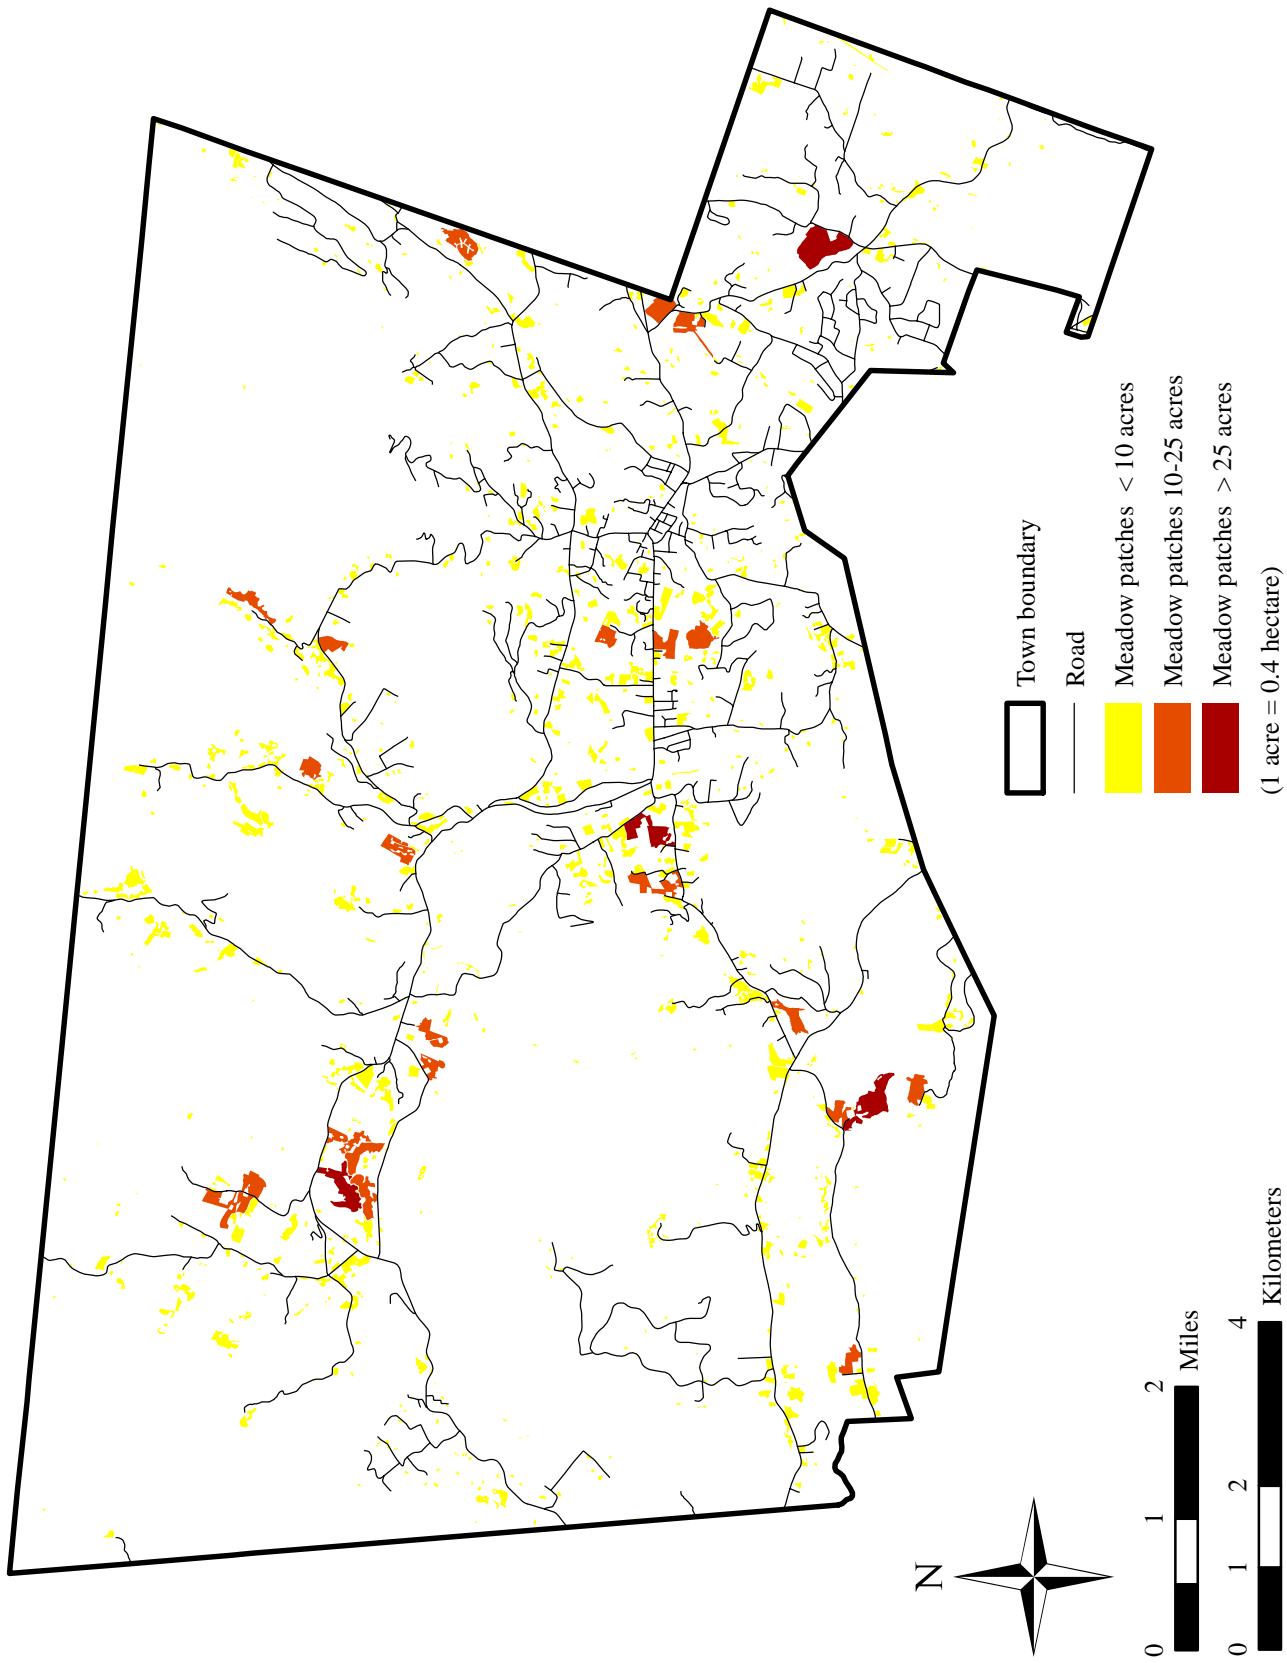 Town boundary
Road
Meadow patches < 10 acres
Meadow patches 10-25 acres
Meadow patches > 25 acres
(1 acre = 0.4 hectare)
N
0 1 2 Miles
0 1 2 4 Kilometers